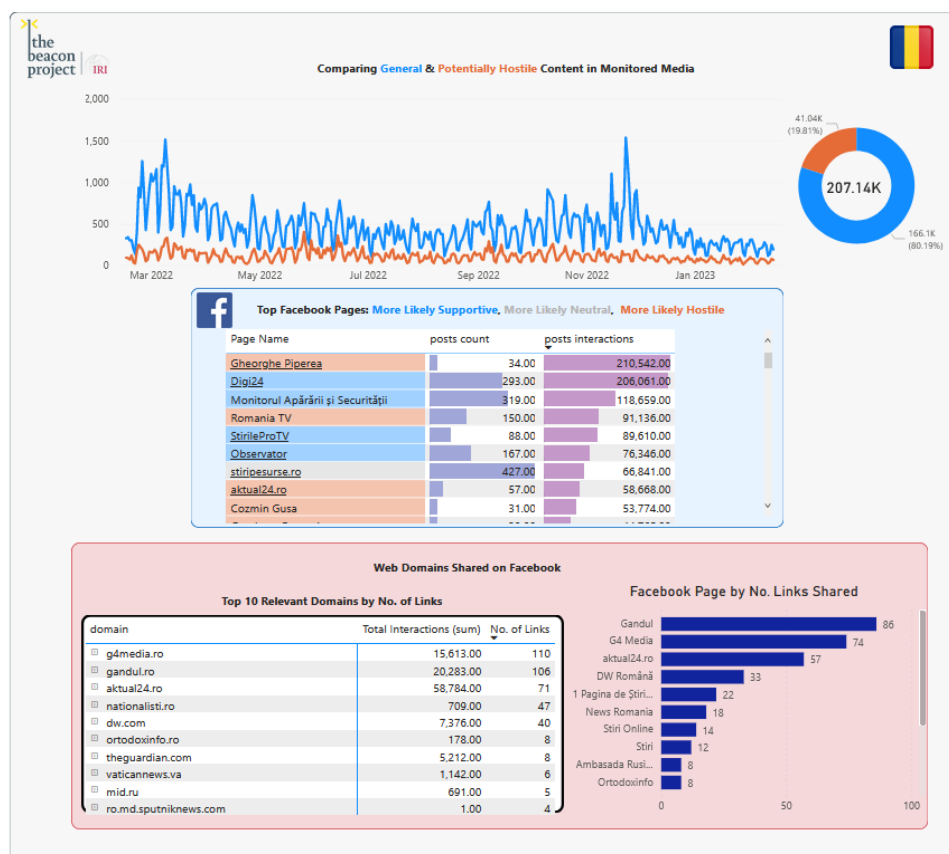 the
beacon
project IRI
Comparing General & Potentially Hostile Content in Monitored Media
2,000
1,500
1,000
500
0
Mar 2022 May 2022 Jul 2022 Sep 2022 Nov 2022 Jan 2023
41.04K
(19.81%)
207.14K
166.1K
(80.19%)
Top Facebook Pages: More Likely Supportive, More Likely Neutral, More Likely Hostile
Page Name posts count posts interactions
Gheorghe Piperea 34.00 210,542.00
Digi24 293.00 206,061.00
Monitorul Apărării și Securității 319.00 118,659.00
Romania TV 150.00 91,136.00
StirileProTV 88.00 89,610.00
Observator 167.00 76,346.00
stiripesurse.ro 427.00 66,841.00
aktual24.ro 57.00 58,668.00
Cozmin Gusa 31.00 53,774.00
Web Domains Shared on Facebook
Top 10 Relevant Domains by No. of Links
domain Total Interactions (sum) No. of Links
g4media.ro 15,613.00 110
gandul.ro 20,283.00 106
aktual24.ro 58,784.00 71
nationalisti.ro 709.00 47
dw.com 7,376.00 40
ortodoxinfo.ro 178.00 8
theguardian.com 5,212.00 8
vaticannews.va 1,142.00 6
mid.ru 691.00 5
ro.md.sputniknews.com 1.00 4
Facebook Page by No. Links Shared
Gandul 86
G4 Media 74
aktual24.ro 57
DW Română 33
1 Pagina de Știri... 22
News Romania 18
Stiri Online 14
Stiri 12
Ambasada Rusi... 8
Ortodoxinfo 8
0 50 100